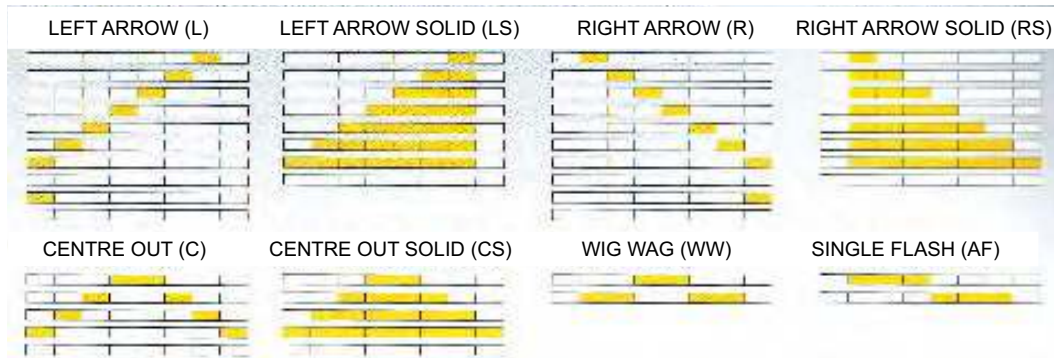 LEFT ARROW (L) LEFT ARROW SOLID (LS) RIGHT ARROW (R) RIGHT ARROW SOLID (RS)
CENTRE OUT (C) CENTRE OUT SOLID (CS) WIG WAG (WW) SINGLE FLASH (AF)